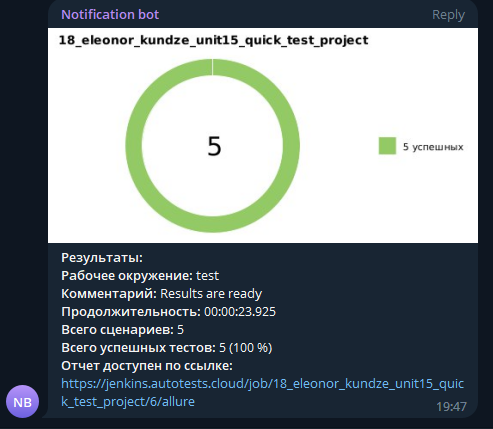 Notification bot
Reply
18_eleonor_kundze_unit15_quick_test_project
5
5 успешных
Результаты:
Рабочее окружение: test
Комментарий: Results are ready
Продолжительность: 00:00:23.925
Всего сценариев: 5
Всего успешных тестов: 5 (100 %)
Отчет доступен по ссылке:
https://jenkins.autotests.cloud/job/18_eleonor_kundze_unit15_quic
k_test_project/6/allure
NB
19:47